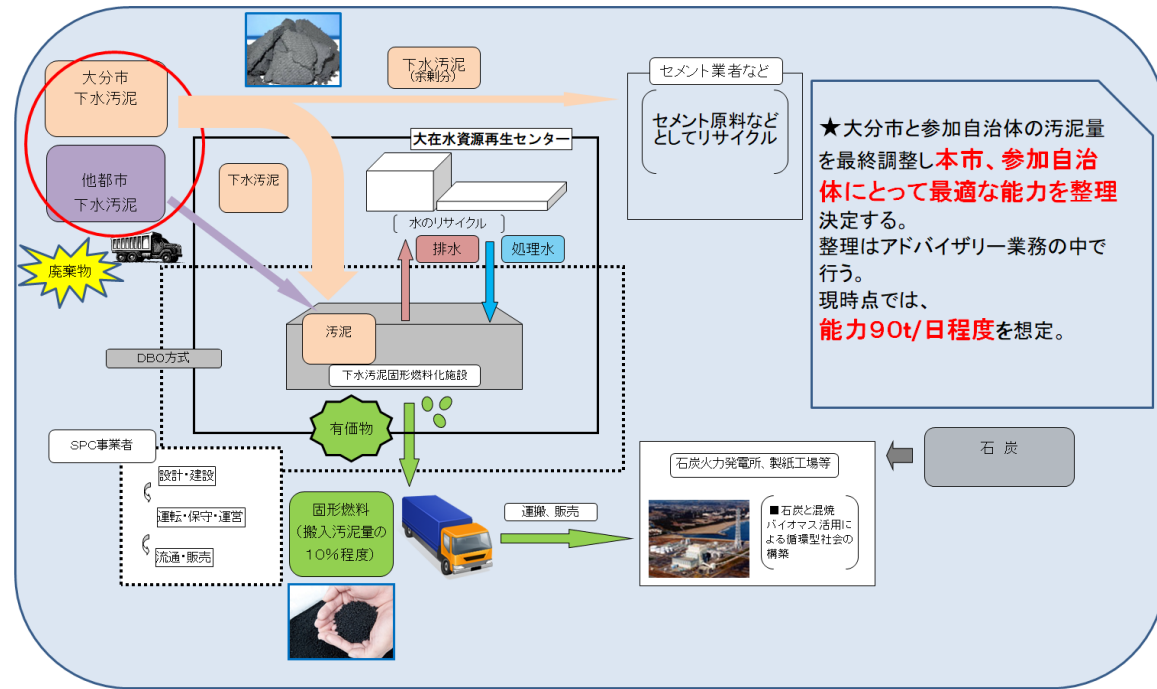 大分市
下水汚泥
他都市
下水汚泥
廃棄物
下水汚泥
(余剰分)
セメント業者など
セメント原料など
としてリサイクル
大在水資源再生センター
下水汚泥
水のリサイクル
排水
処理水
汚泥
下水汚泥固形燃料化施設
DBO方式
有価物
SPC事業者
設計・建設
運転・保守・運営
流通・販売
固形燃料
(搬入汚泥量の
10%程度)
運搬、販売
石炭火力発電所、製紙工場等
■石炭と混焼
バイオマス活用に
よる循環型社会の
構築
石 炭
★大分市と参加自治体の汚泥量
を最終調整し本市、参加自治
体にとって最適な能力を整理
決定する。
整理はアドバイザリー業務の中で
行う。
現時点では、
能力90t/日程度を想定。